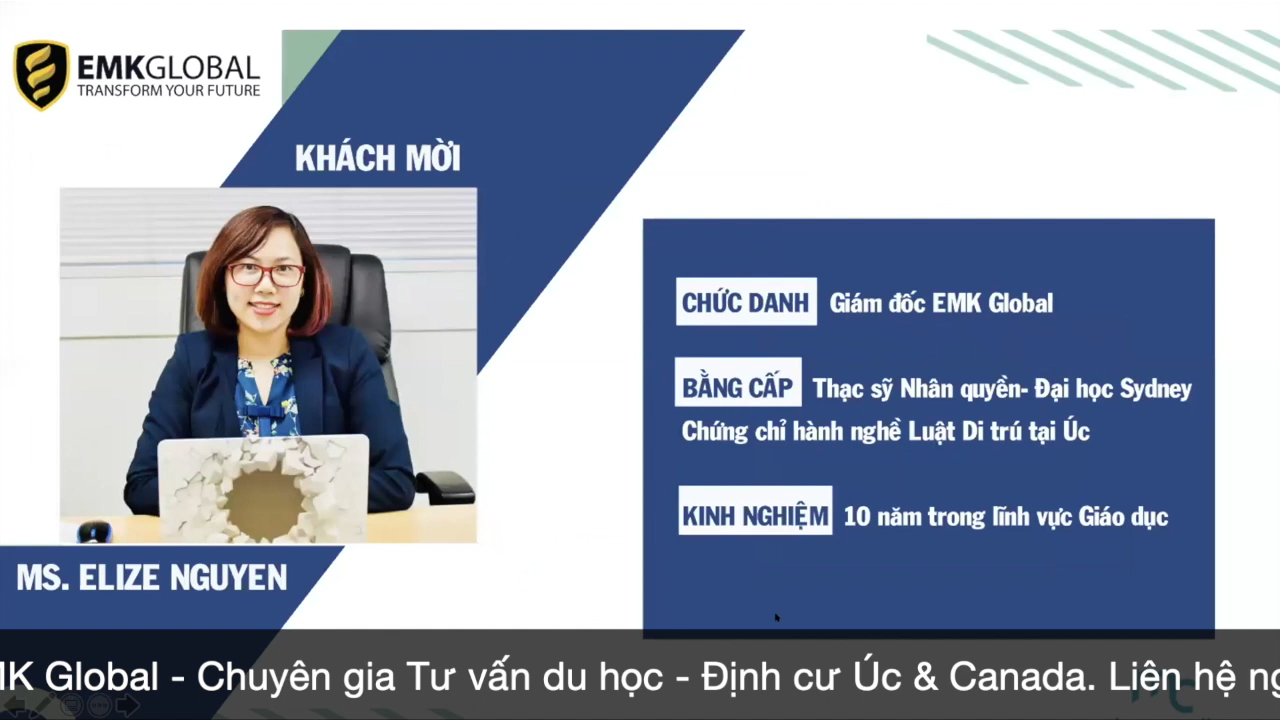 EMKGLOBAL
TRANSFORM YOUR FUTURE
KHÁCH MỜI
CHỨC DANH Giám đốc EMK Global
BẰNG CẤP Thạc sỹ Nhân quyền- Đại học Sydney
Chứng chỉ hành nghề Luật Di trú tại Úc
KINH NGHIỆM 10 năm trong lĩnh vực Giáo dục
MS. ELIZE NGUYEN
MK Global - Chuyên gia Tư vấn du học - Định cư Úc & Canada. Liên hệ